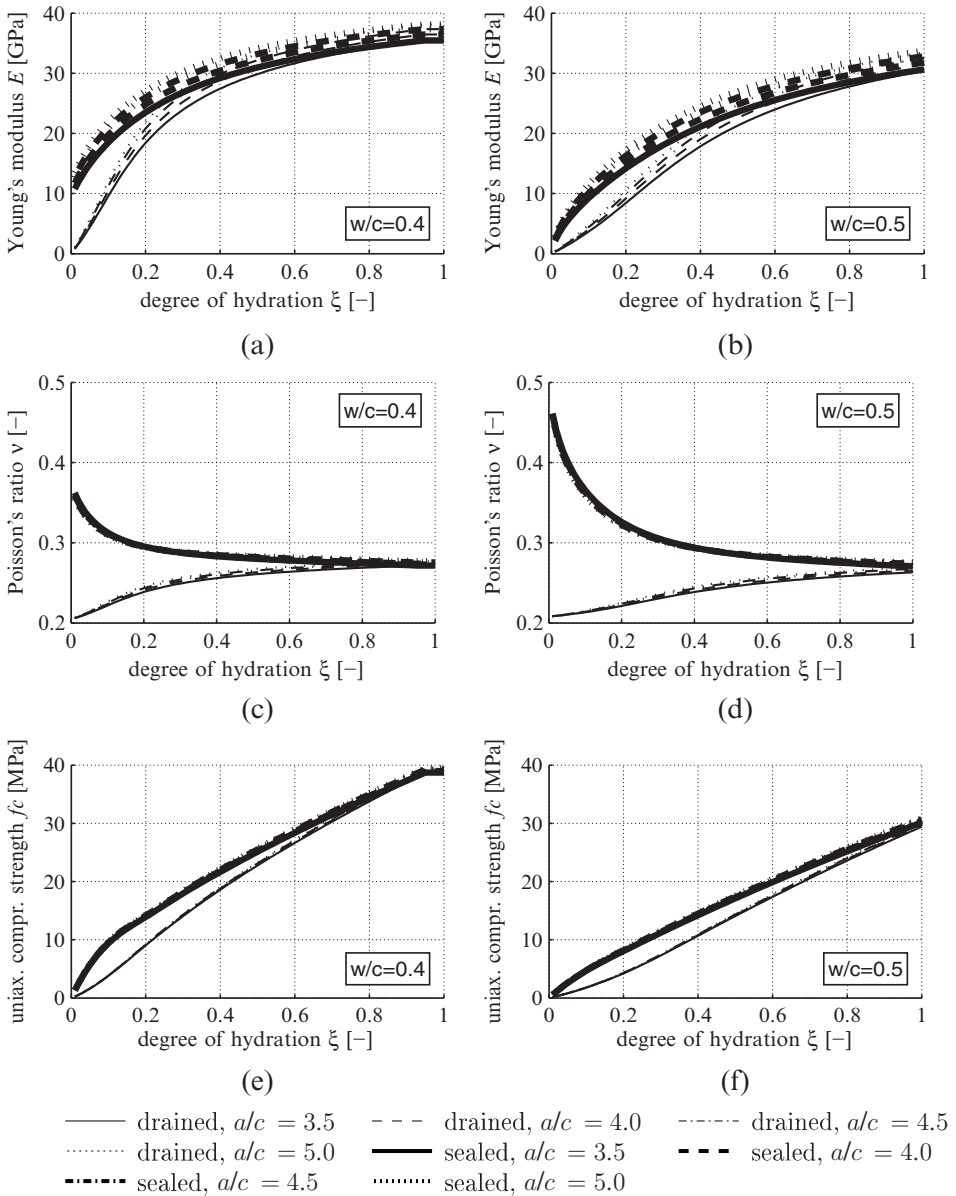 Young's modulus E [GPa]
40
30
20
10
0
w/c=0.4
0 0.2 0.4 0.6 0.8 1
degree of hydration ξ [−]
(a)
Young's modulus E [GPa]
40
30
20
10
0
w/c=0.5
0 0.2 0.4 0.6 0.8 1
degree of hydration ξ [−]
(b)
Poisson's ratio ν [−]
0.5
0.4
0.3
0.2
w/c=0.4
0 0.2 0.4 0.6 0.8 1
degree of hydration ξ [−]
(c)
Poisson's ratio ν [−]
0.5
0.4
0.3
0.2
w/c=0.5
0 0.2 0.4 0.6 0.8 1
degree of hydration ξ [−]
(d)
uniax. compr. strength fc [MPa]
40
30
20
10
0
w/c=0.4
0 0.2 0.4 0.6 0.8 1
degree of hydration ξ [−]
(e)
uniax. compr. strength fc [MPa]
40
30
20
10
0
w/c=0.5
0 0.2 0.4 0.6 0.8 1
degree of hydration ξ [−]
(f)
drained, a/c = 3.5 drained, a/c = 4.0 drained, a/c = 4.5
drained, a/c = 5.0 sealed, a/c = 3.5 sealed, a/c = 4.0
sealed, a/c = 4.5 sealed, a/c = 5.0